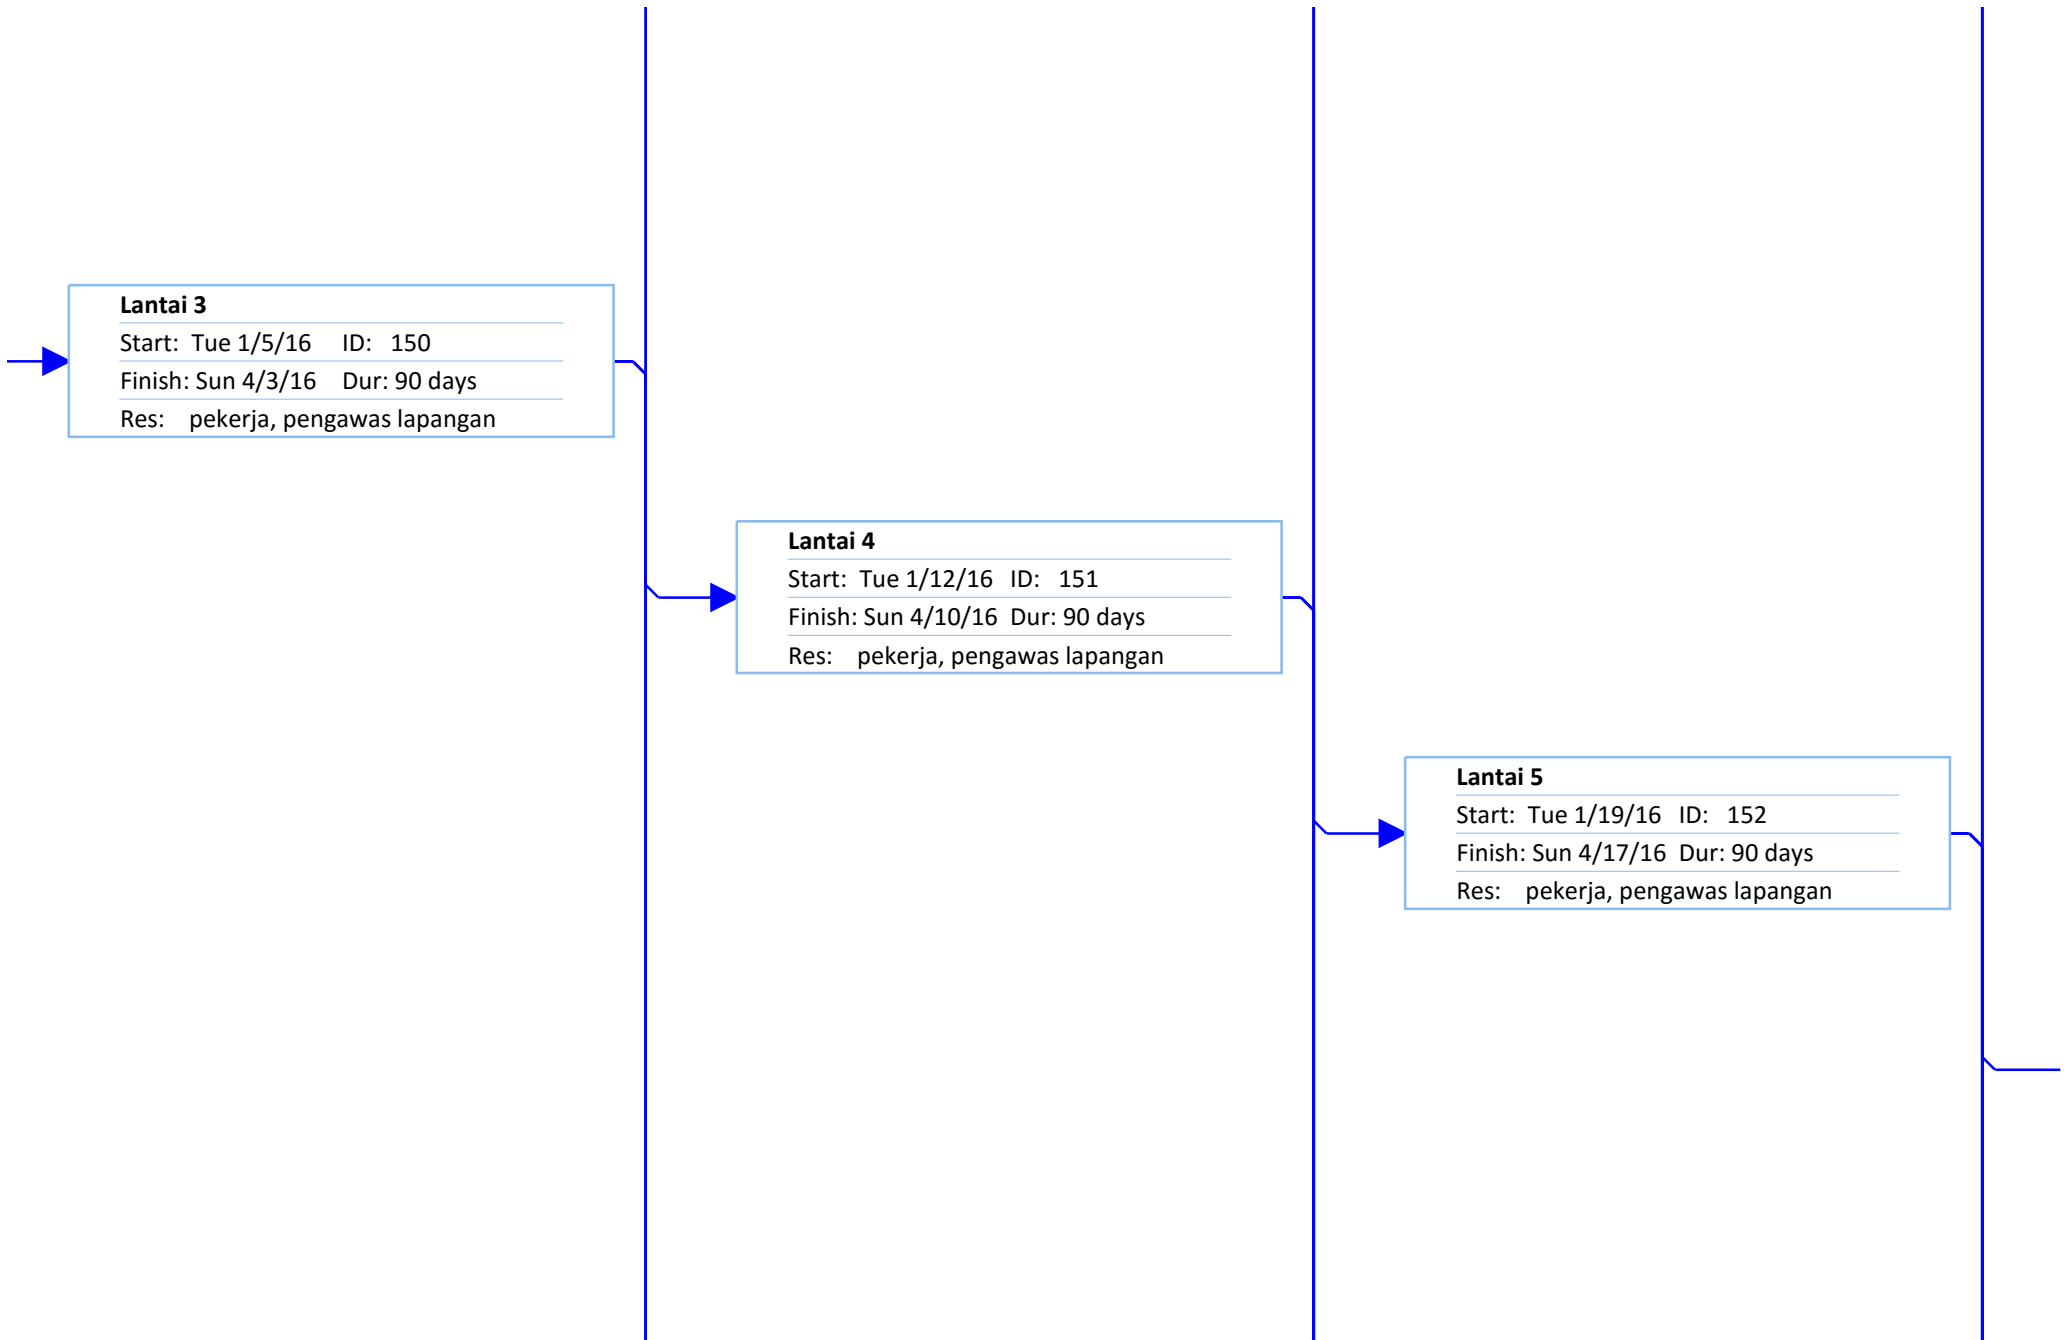 Lantai 3
Start: Tue 1/5/16 ID: 150
Finish: Sun 4/3/16 Dur: 90 days
Res: pekerja, pengawas lapangan
Lantai 4
Start: Tue 1/12/16 ID: 151
Finish: Sun 4/10/16 Dur: 90 days
Res: pekerja, pengawas lapangan
Lantai 5
Start: Tue 1/19/16 ID: 152
Finish: Sun 4/17/16 Dur: 90 days
Res: pekerja, pengawas lapangan